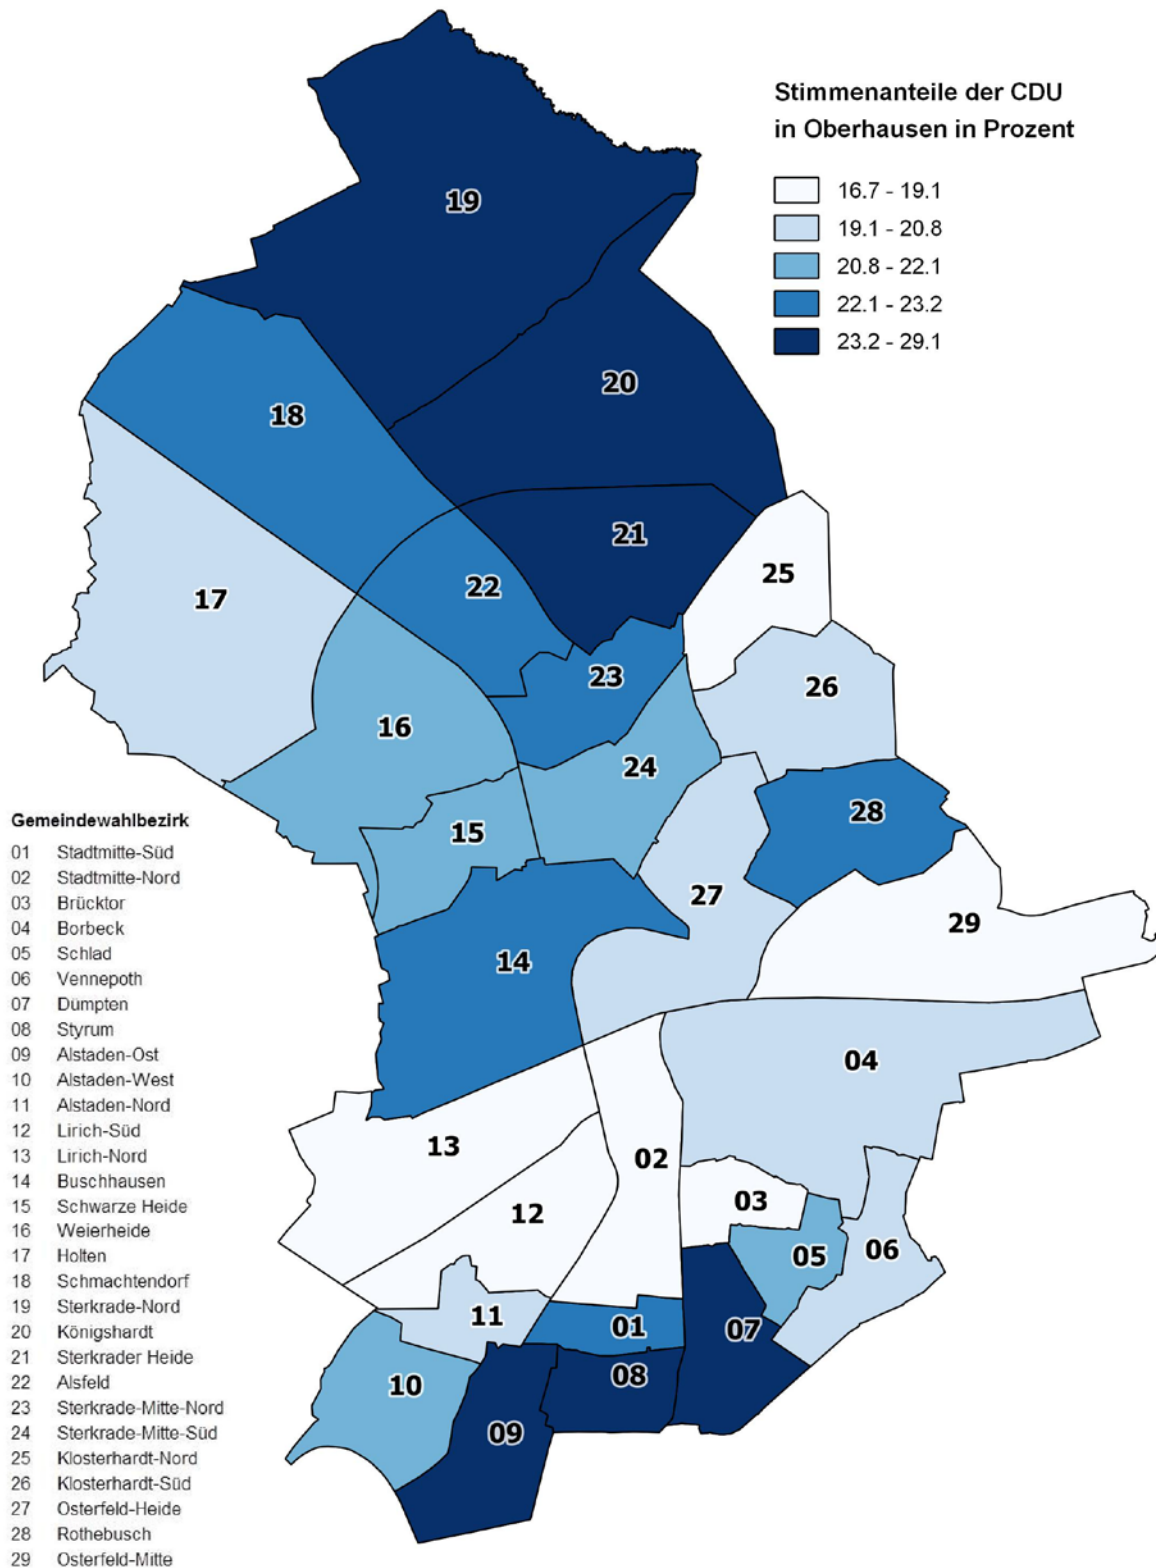 Stimmenanteile der CDU
in Oberhausen in Prozent
16.7 - 19.1
19.1 - 20.8
20.8 - 22.1
22.1 - 23.2
23.2 - 29.1
19
20
18
21
25
22
17
23
26
16
24
28
15
27
29
14
04
13
02
03
12
06
05
11
01
07
08
10
09
Gemeindewahlbezirk
01 Stadtmitte-Süd
02 Stadtmitte-Nord
03 Brücktor
04 Borbeck
05 Schlad
06 Vennepoth
07 Dümpten
08 Styrum
09 Alstaden-Ost
10 Alstaden-West
11 Alstaden-Nord
12 Lirich-Süd
13 Lirich-Nord
14 Buschhausen
15 Schwarze Heide
16 Weierheide
17 Holten
18 Schmachtendorf
19 Sterkrade-Nord
20 Königshardt
21 Sterkrader Heide
22 Alsfeld
23 Sterkrade-Mitte-Nord
24 Sterkrade-Mitte-Süd
25 Klosterhardt-Nord
26 Klosterhardt-Süd
27 Osterfeld-Heide
28 Rothebusch
29 Osterfeld-Mitte